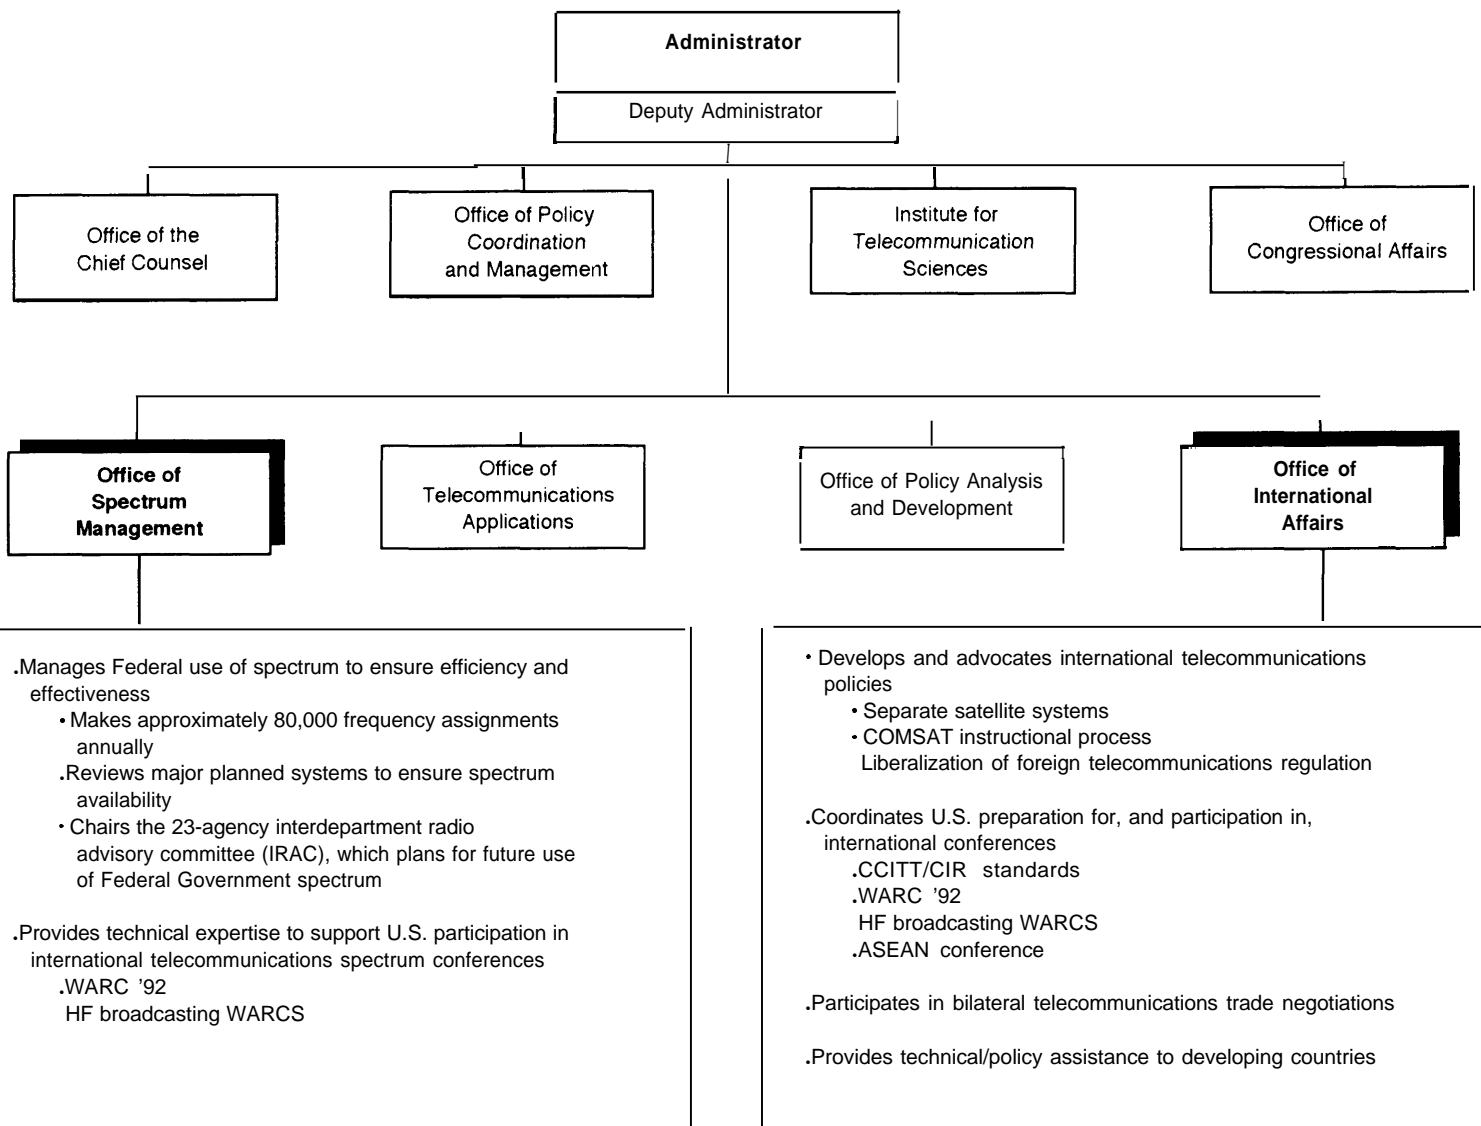 Administrator
Deputy Administrator
Office of the
Chief Counsel
Office of Policy
Coordination
and Management
Institute for
Telecommunication
Sciences
Office of
Congressional Affairs
Office of
Spectrum
Management
Office of
Telecommunications
Applications
Office of Policy Analysis
and Development
Office of
International
Affairs
.Manages Federal use of spectrum to ensure efficiency and
effectiveness
• Makes approximately 80,000 frequency assignments
annually
.Reviews major planned systems to ensure spectrum
availability
• Chairs the 23-agency interdepartment radio
advisory committee (IRAC), which plans for future use
of Federal Government spectrum
.Provides technical expertise to support U.S. participation in
international telecommunications spectrum conferences
.WARC '92
HF broadcasting WARCS
• Develops and advocates international telecommunications
policies
• Separate satellite systems
• COMSAT instructional process
Liberalization of foreign telecommunications regulation
.Coordinates U.S. preparation for, and participation in,
international conferences
.CCITT/CIR standards
.WARC '92
HF broadcasting WARCS
.ASEAN conference
.Participates in bilateral telecommunications trade negotiations
.Provides technical/policy assistance to developing countries